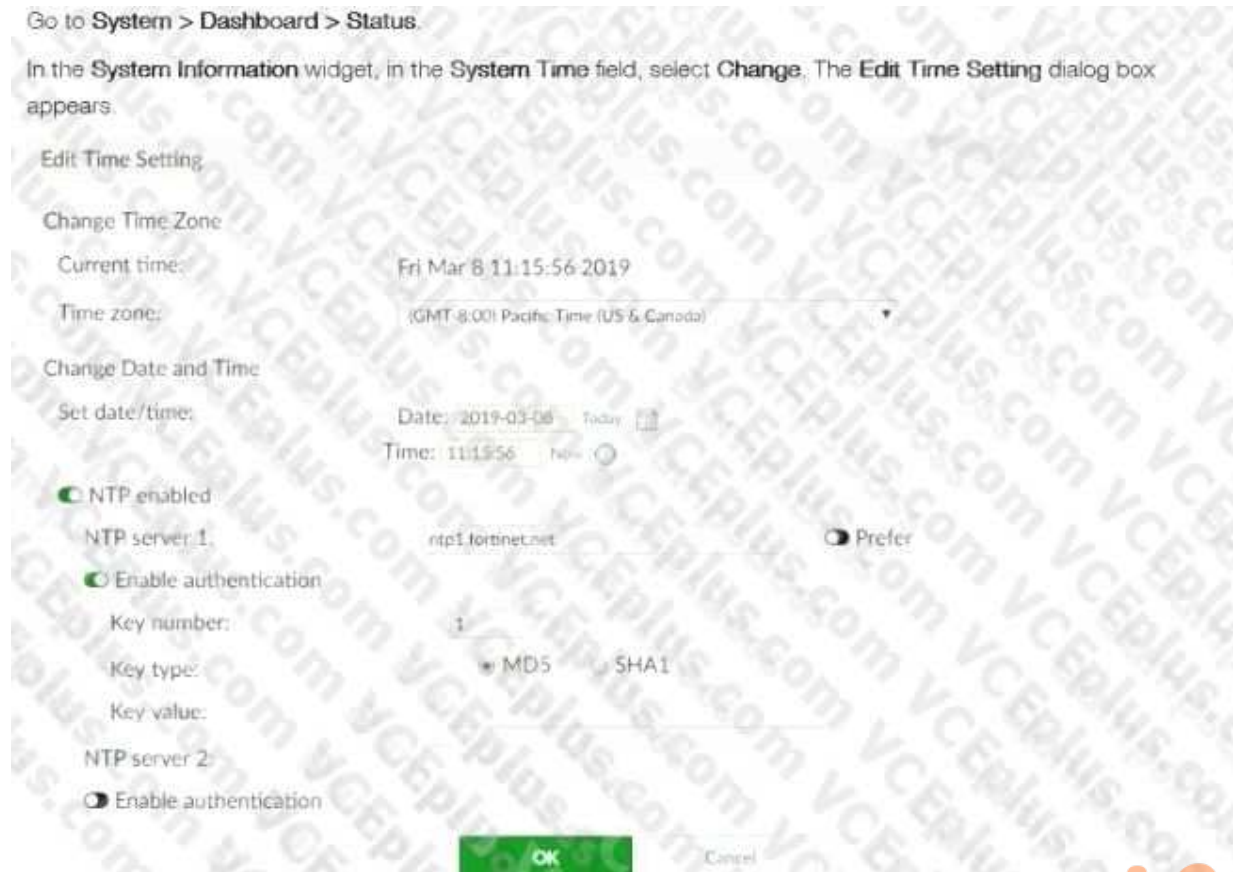 Go to System > Dashboard > Status.
In the System Information widget, in the System Time field, select Change. The Edit Time Setting dialog box
appears.
Edit Time Setting
Change Time Zone
Current time: Fri Mar 8 11:15:56 2019
Time zone: (GMT-8:00) Pacific Time (US & Canada)
Change Date and Time
Set date/time: Date: 2019-03-08 Today
Time: 11:15:56 Now
NTP enabled
NTP server 1: ntp1.fortinet.net Prefer
Enable authentication
Key number: 1
Key type: MD5 SHA1
Key value:
NTP server 2:
Enable authentication
OK Cancel
VCEplus.com